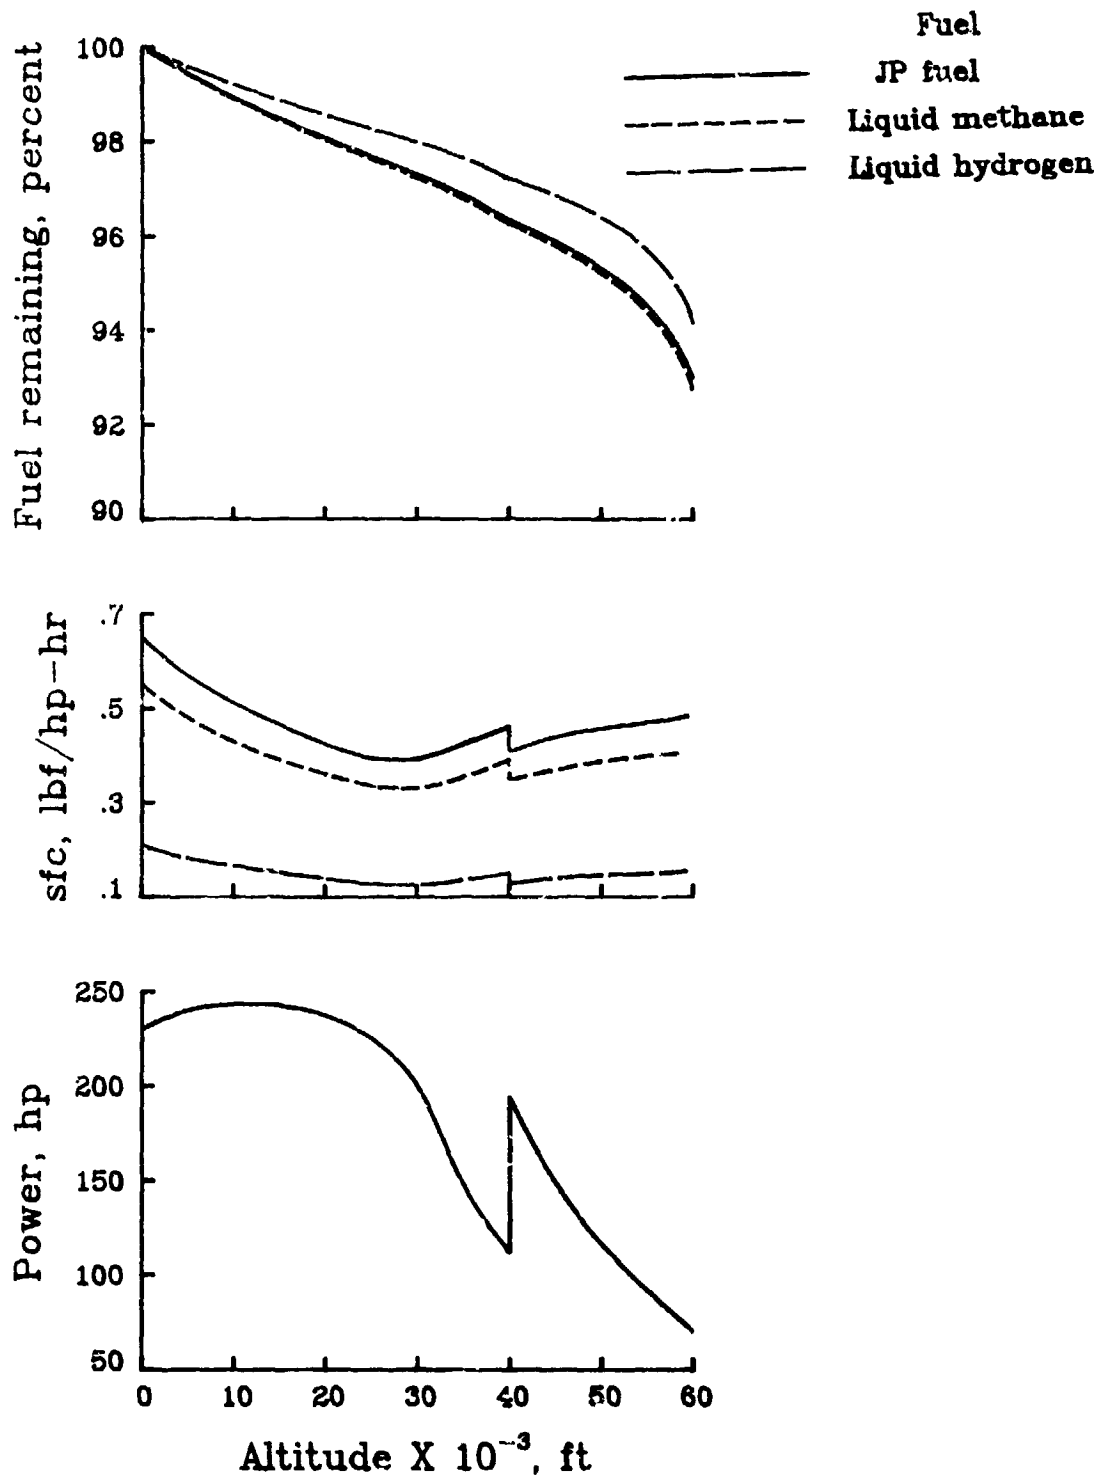 Fuel
JP fuel
Liquid methane
Liquid hydrogen
Fuel remaining, percent
100
98
96
94
92
90
sfc, lbf/hp-hr
.7
.5
.3
.1
Power, hp
250
200
150
100
50
0 10 20 30 40 50 60
Altitude X 10⁻³, ft